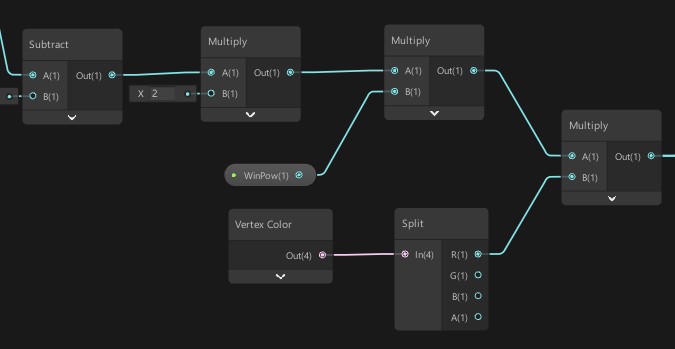 Subtract
A(1) Out(1)
B(1)
Multiply
A(1) Out(1)
X 2 B(1)
Multiply
A(1) Out(1)
B(1)
Multiply
A(1) Out(1)
B(1)
WinPow(1)
Vertex Color
Out(4)
Split
In(4) R(1)
G(1)
B(1)
A(1)